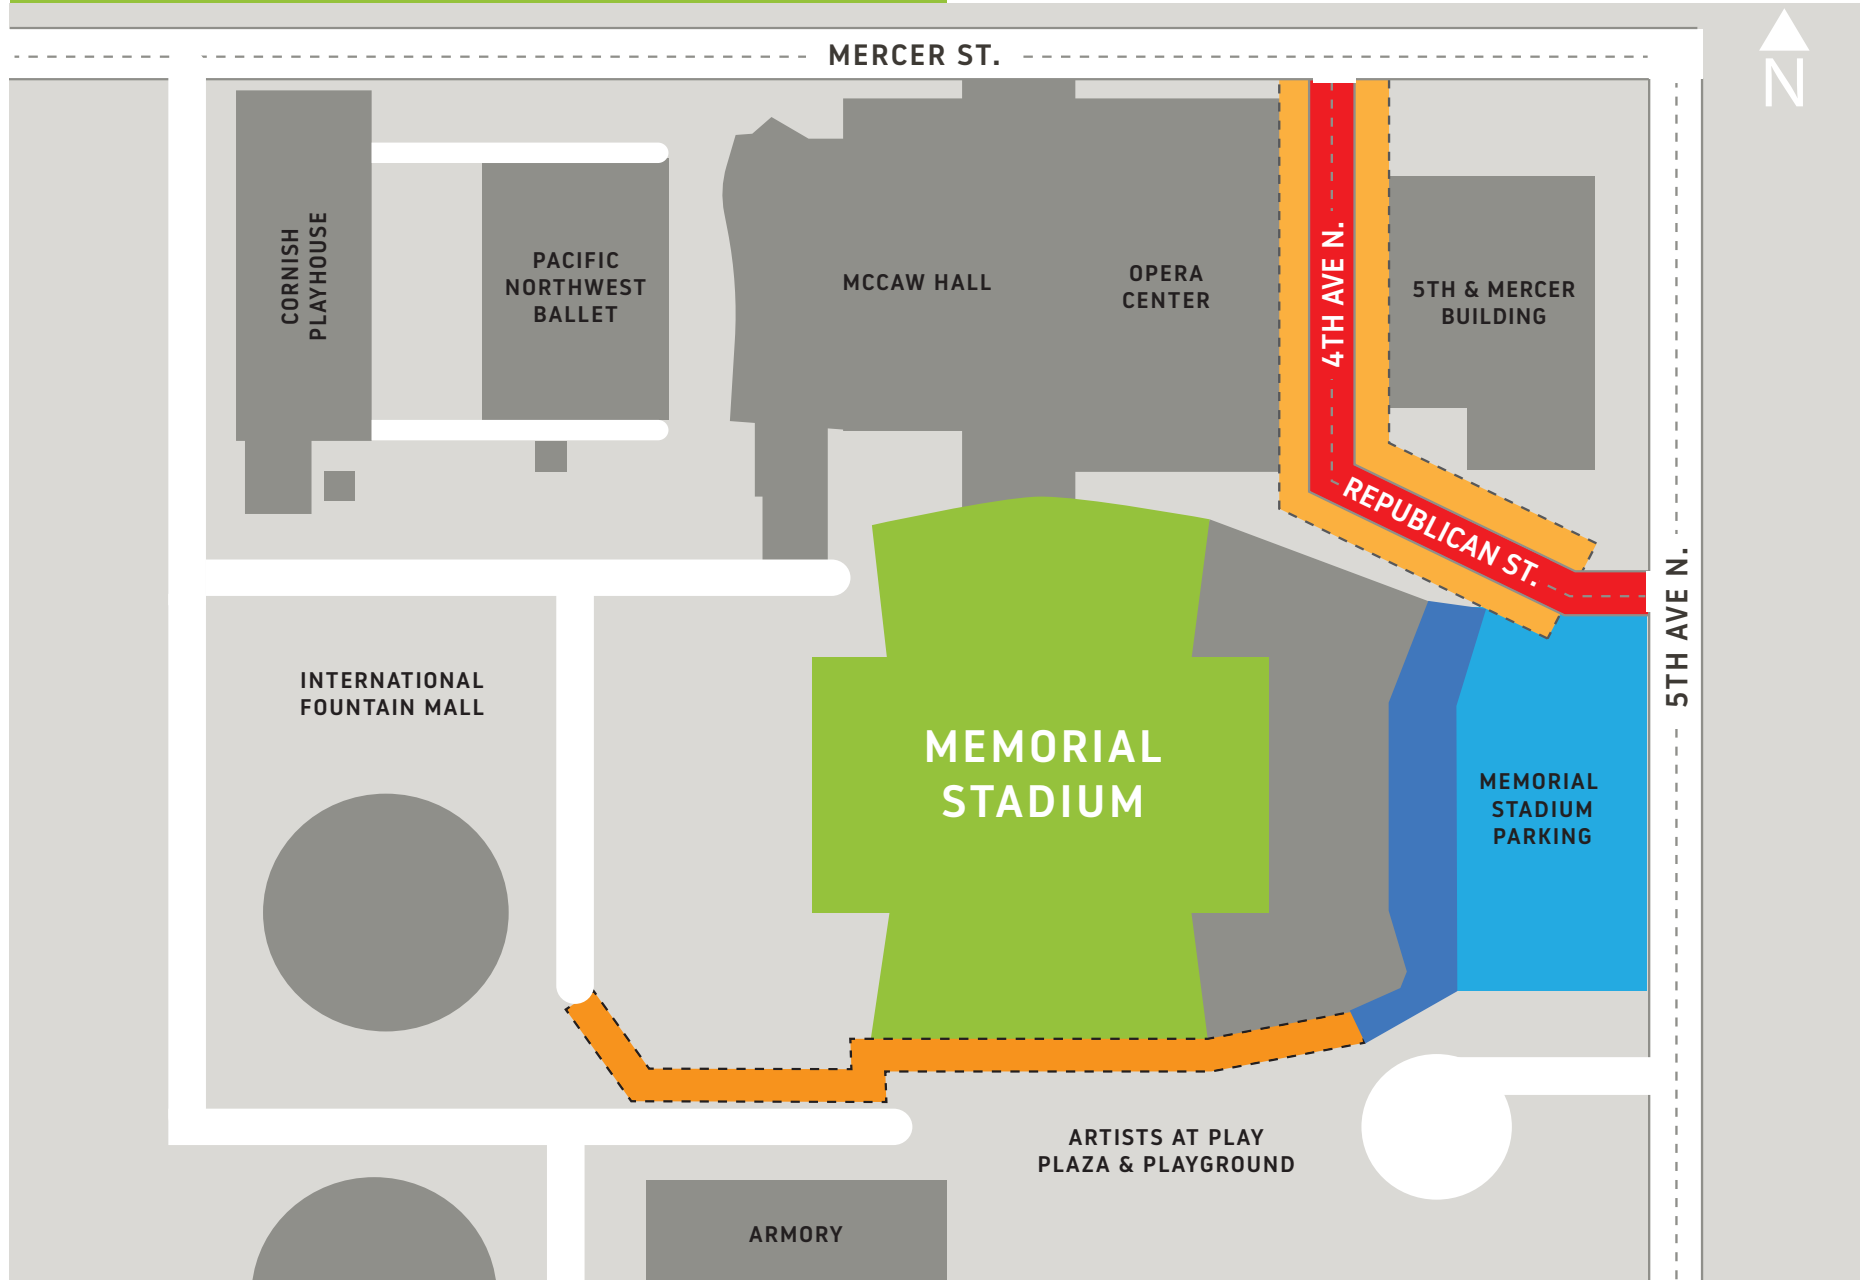 MERCER ST.
N
CORNISH
PLAYHOUSE
PACIFIC
NORTHWEST
BALLET
MCCAW HALL
OPERA
CENTER
4TH AVE N.
5TH & MERCER
BUILDING
REPUBLICAN ST.
5TH AVE N.
INTERNATIONAL
FOUNTAIN MALL
MEMORIAL
STADIUM
MEMORIAL
STADIUM
PARKING
ARTISTS AT PLAY
PLAZA & PLAYGROUND
ARMORY